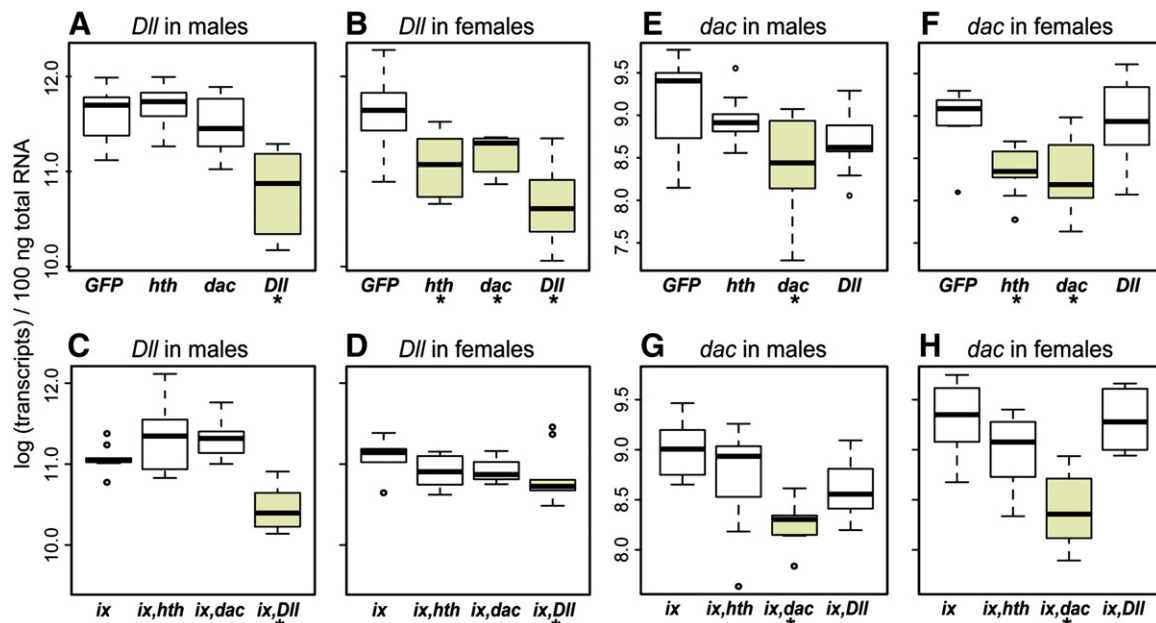 A Dll in males
B Dll in females
E dac in males
F dac in females
log (transcripts) / 100 ng total RNA
12.0
11.0
10.0
9.5
9.0
8.5
8.0
7.5
GFP hth dac Dll
* 
GFP hth dac Dll
* * *
GFP hth dac Dll
*
GFP hth dac Dll
* *
C Dll in males
D Dll in females
G dac in males
H dac in females
12.0
11.0
10.0
9.5
9.0
8.5
8.0
ix ix,hth ix,dac ix,Dll
*
ix ix,hth ix,dac ix,Dll
*
ix ix,hth ix,dac ix,Dll
*
ix ix,hth ix,dac ix,Dll
*